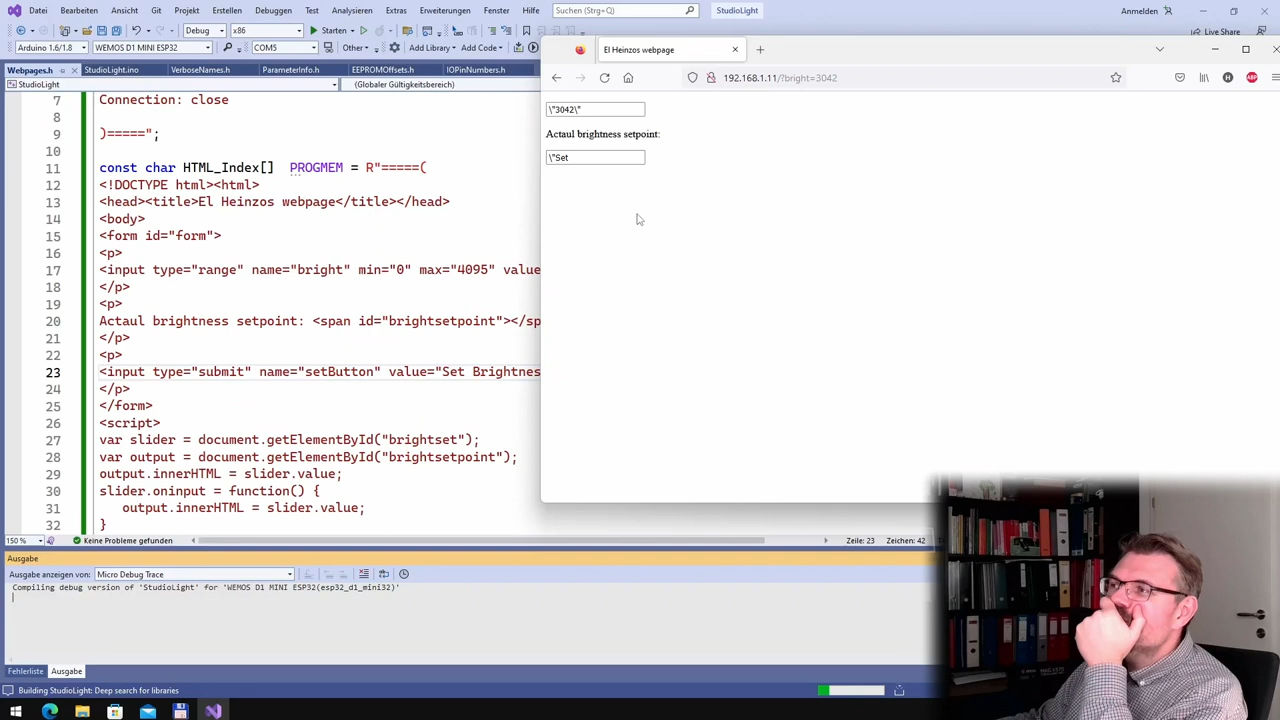 Datei Bearbeiten Ansicht Git Projekt Erstellen Debuggen Test Analysieren Extras Erweiterungen Fenster Hilfe Suchen (Strg+Q) StudioLight Anmelden
Debug x86 Starten Live Share
Arduino 1.6/1.8 WEMOS D1 MINI ESP32 COM5 Other Add Library Add Code
Webpages.h StudioLight.ino VerboseNames.h ParameterInfo.h EEPROMOffsets.h IOPinNumbers.h
StudioLight (Globaler Gültigkeitsbereich)
7 Connection: close
8
9 )=====";
10
11 const char HTML_Index[] PROGMEM = R"=====(
12 <!DOCTYPE html><html>
13 <head><title>El Heinzos webpage</title></head>
14 <body>
15 <form id="form">
16 <p>
17 <input type="range" name="bright" min="0" max="4095" value
18 </p>
19 <p>
20 Actaul brightness setpoint: <span id="brightsetpoint"></sp
21 </p>
22 <p>
23 <input type="submit" name="setButton" value="Set Brightnes
24 </p>
25 </form>
26 <script>
27 var slider = document.getElementById("brightset");
28 var output = document.getElementById("brightsetpoint");
29 output.innerHTML = slider.value;
30 slider.oninput = function() {
31 output.innerHTML = slider.value;
32 }
150 % Keine Probleme gefunden Zeile: 23 Zeichen: 42
Ausgabe
Ausgabe anzeigen von: Micro Debug Trace
Compiling debug version of 'StudioLight' for 'WEMOS D1 MINI ESP32(esp32_d1_mini32)'
Fehlerliste Ausgabe
Building StudioLight: Deep search for libraries
El Heinzos webpage
192.168.1.11/?bright=3042
ABP
\"3042\"
Actaul brightness setpoint:
\"Set